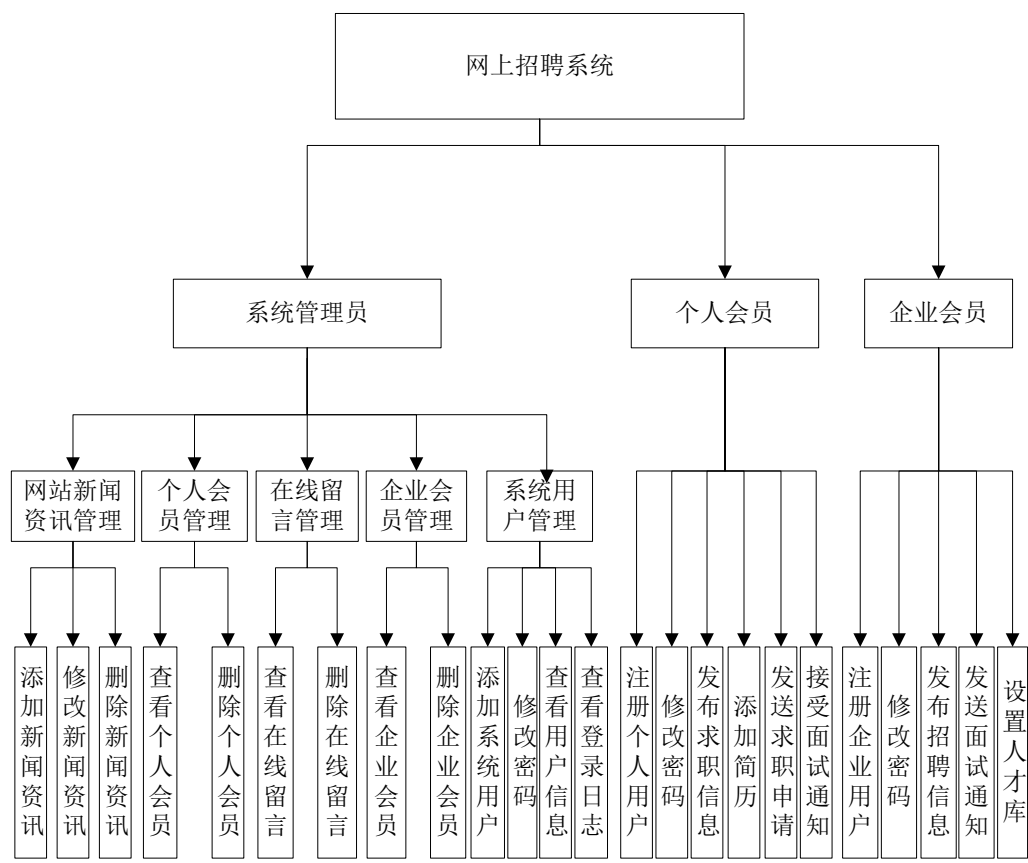 网上招聘系统
系统管理员
个人会员
企业会员
网站新闻
资讯管理
个人会
员管理
在线留
言管理
企业会
员管理
系统用
户管理
添加新闻资讯
修改新闻资讯
删除新闻资讯
查看个人会员
删除个人会员
查看在线留言
删除在线留言
查看企业会员
删除企业会员
添加系统用户
修改密码
查看用户信息
查看登录日志
注册个人用户
修改密码
发布求职信息
添加简历
发送求职申请
接受面试通知
注册企业用户
修改密码
发布招聘信息
发送面试通知
设置人才库